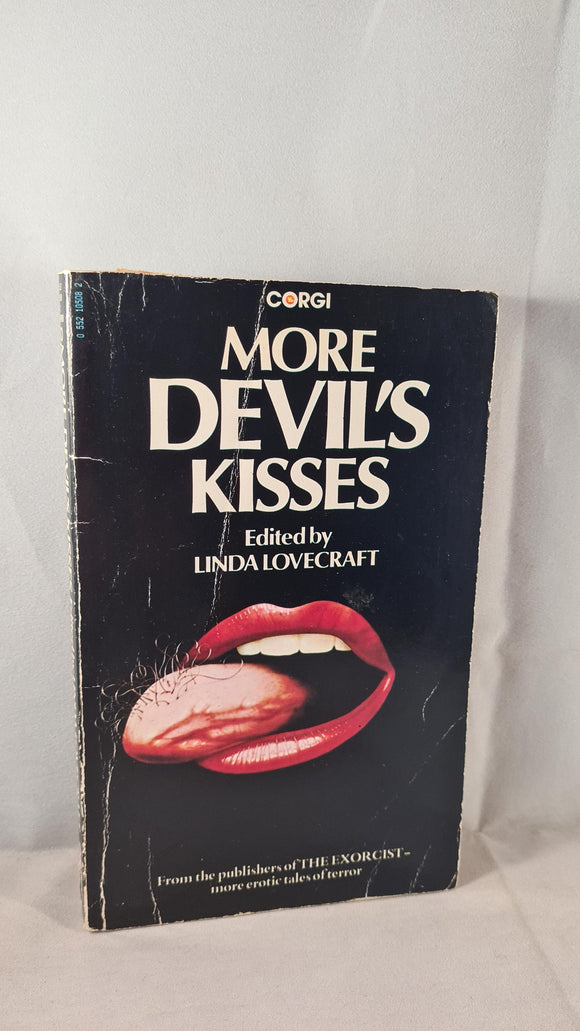 CORGI
MORE
DEVIL'S
KISSES
Edited by
LINDA LOVECRAFT
From the publishers of THE EXORCIST–
more erotic tales of terror
0 552 10508 2